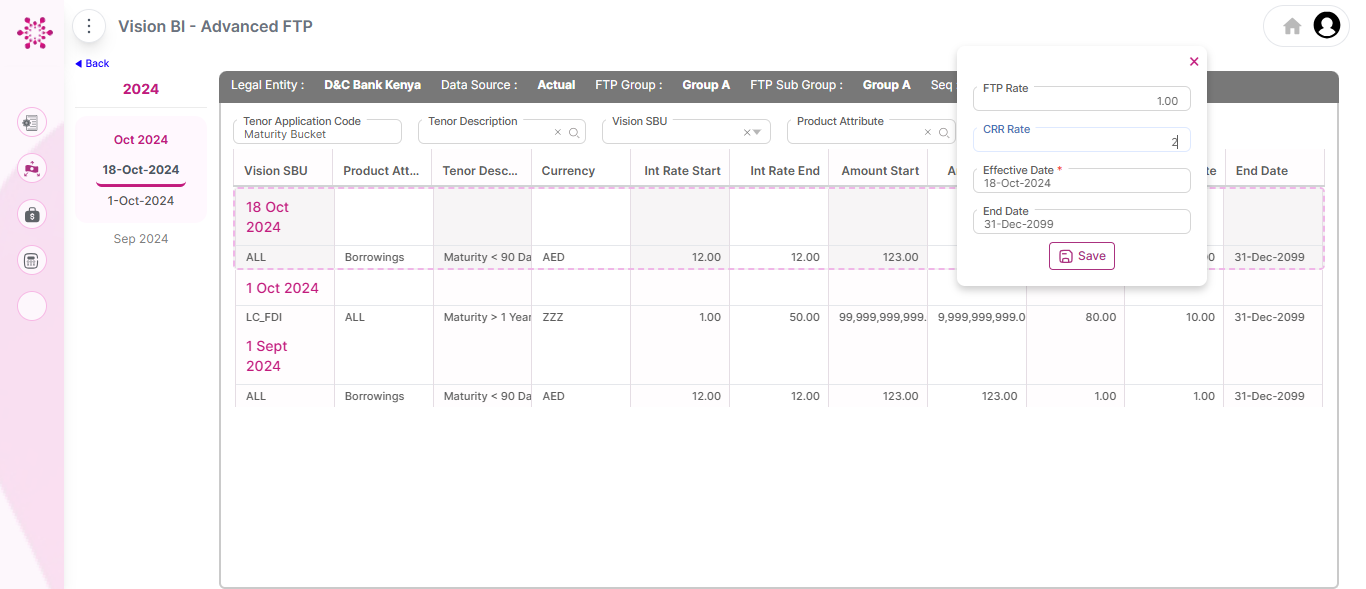 Vision BI - Advanced FTP
Back
2024
Oct 2024
18-Oct-2024
1-Oct-2024
Sep 2024
Legal Entity : D&C Bank Kenya Data Source : Actual FTP Group : Group A FTP Sub Group : Group A Seq
Tenor Application Code
Maturity Bucket
Tenor Description
Vision SBU
Product Attribute
Vision SBU Product Att... Tenor Desc... Currency Int Rate Start Int Rate End Amount Start End Date
18 Oct
2024
ALL Borrowings Maturity < 90 Da AED 12.00 12.00 123.00 31-Dec-2099
1 Oct 2024
LC_FDI ALL Maturity > 1 Year ZZZ 1.00 50.00 99,999,999,999. 9,999,999,999.0 80.00 10.00 31-Dec-2099
1 Sept
2024
ALL Borrowings Maturity < 90 Da AED 12.00 12.00 123.00 123.00 1.00 1.00 31-Dec-2099
FTP Rate
1.00
CRR Rate
2
Effective Date *
18-Oct-2024
End Date
31-Dec-2099
Save